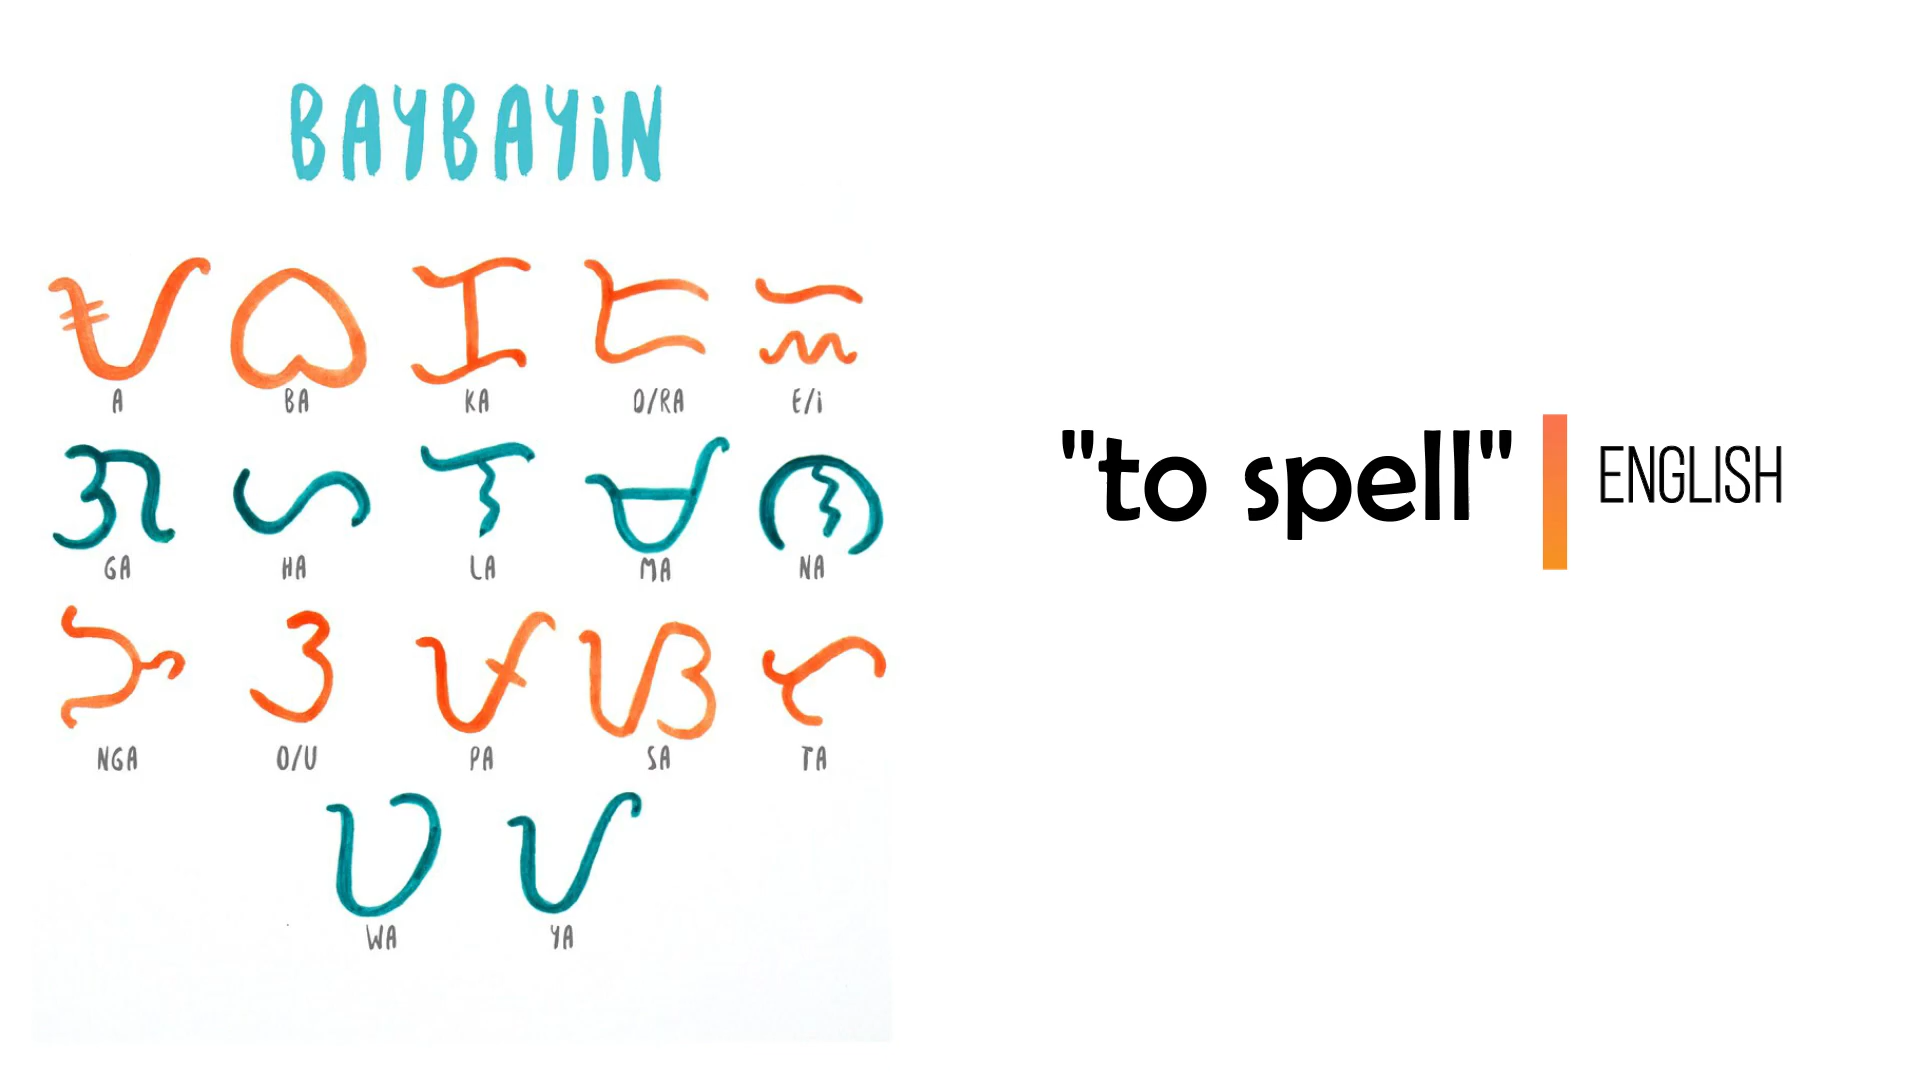 BAYBAYiN
ᜀ ᜊ ᜃ ᜇ ᜁ
A BA KA D/RA E/i
ᜄ ᜑ ᜎ ᜋ ᜈ
GA HA LA MA NA
ᜅ ᜂ ᜉ ᜐ ᜆ
NGA O/U PA SA TA
ᜏ ᜌ
WA YA
"to spell" ENGLISH